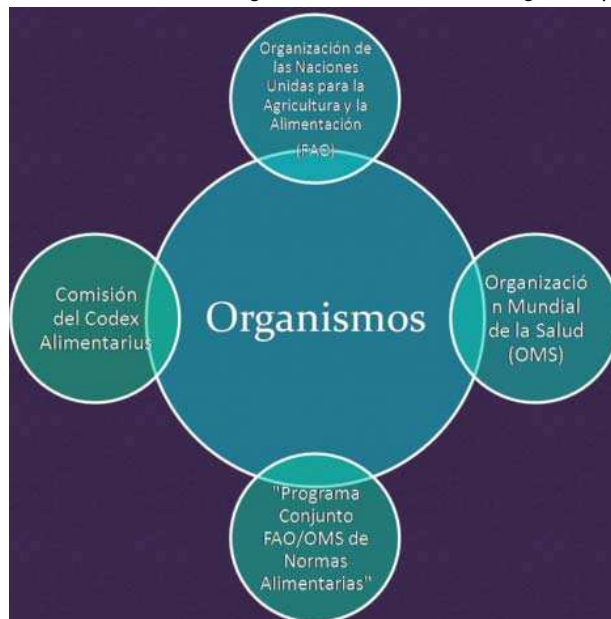 Organización de
las Naciones
Unidas para la
Agricultura y la
Alimentación
(FAO)
Comisión
del Codex
Alimentarius
Organismos
Organizació
n Mundial
de la Salud
(OMS)
"Programa
Conjunto
FAO/OMS de
Normas
Alimentarias"